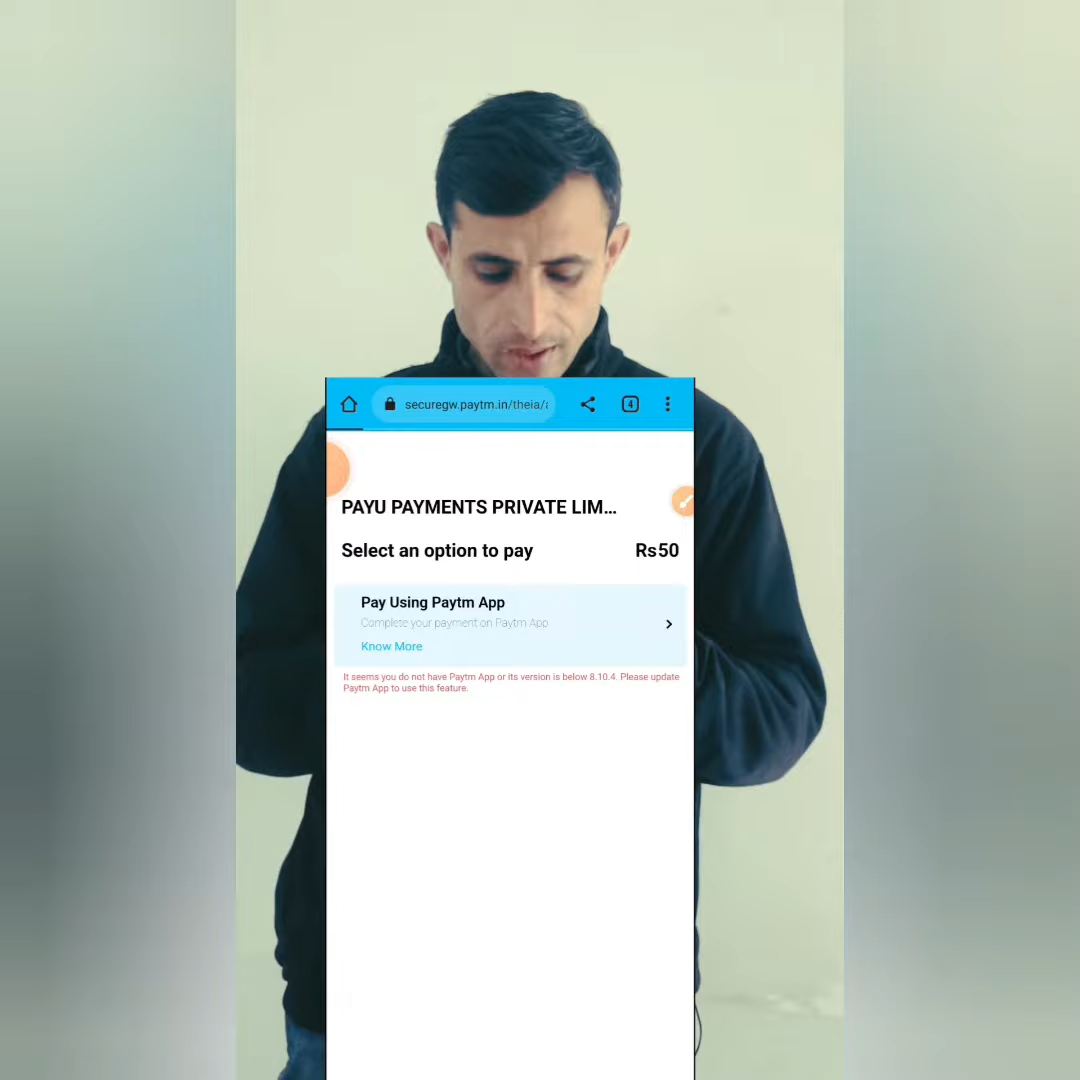 securegw.paytm.in/theia/
4
PAYU PAYMENTS PRIVATE LIM...
Select an option to pay Rs50
Pay Using Paytm App
Complete your payment on Paytm App
Know More
It seems you do not have Paytm App or its version is below 8.10.4. Please update
Paytm App to use this feature.